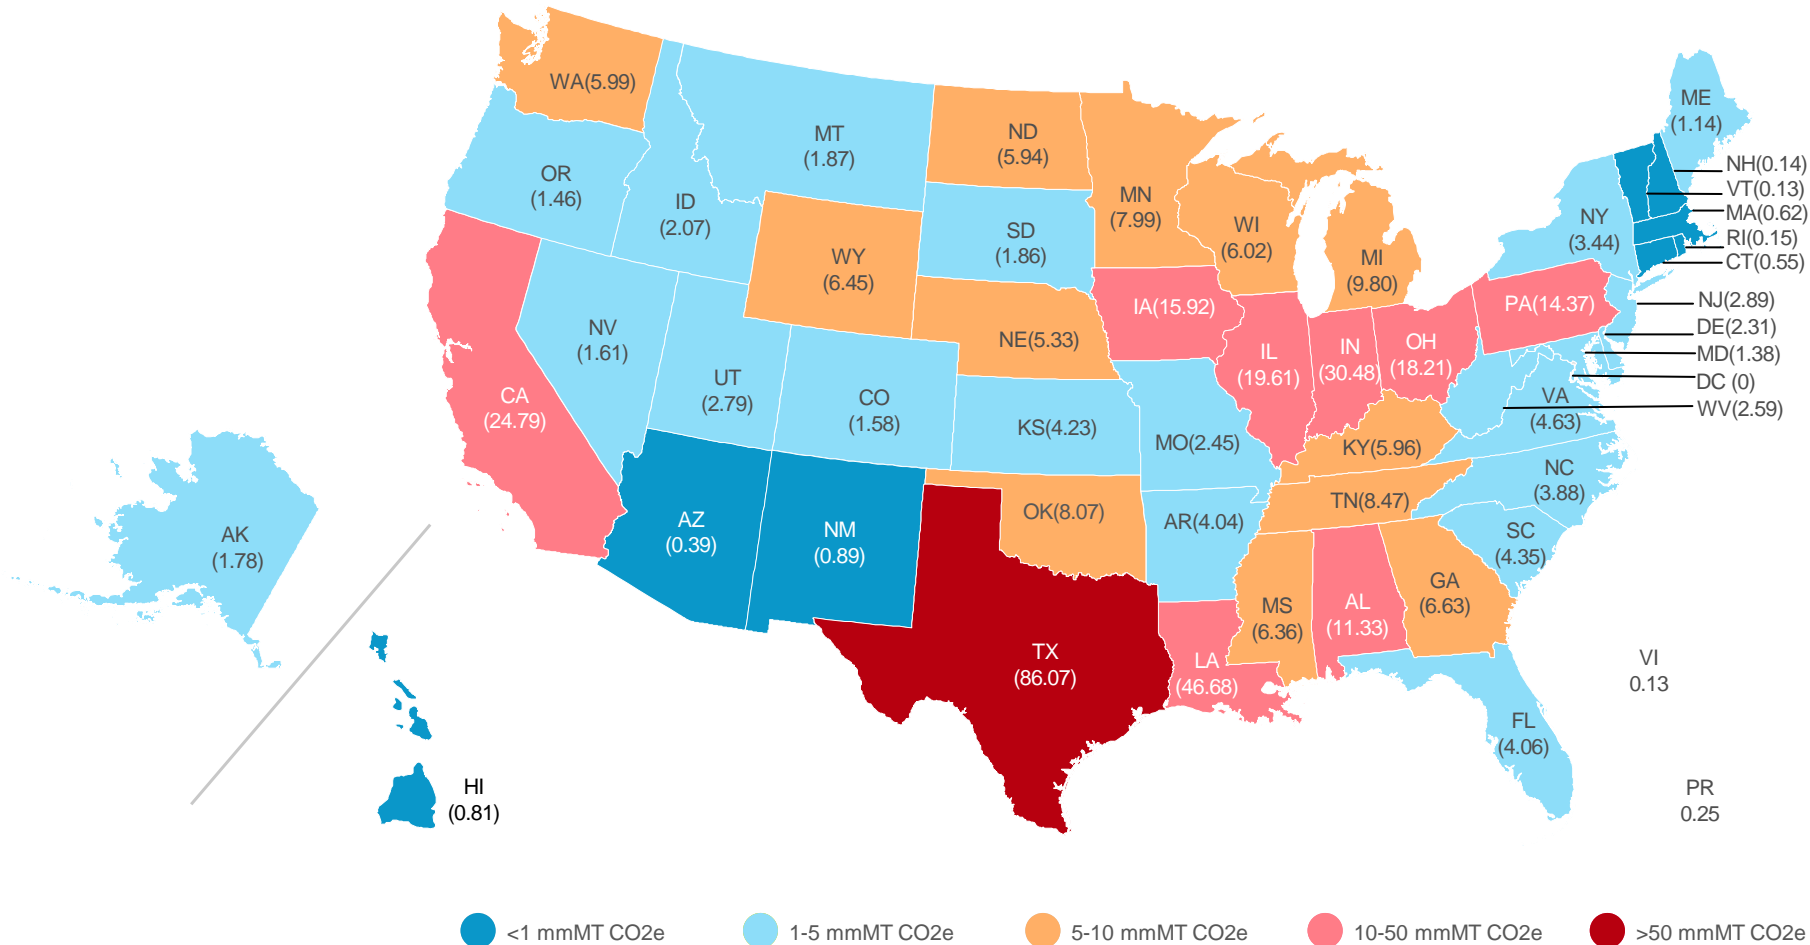 WA(5.99)
OR
(1.46)
ID
(2.07)
MT
(1.87)
ND
(5.94)
MN
(7.99)
SD
(1.86)
WY
(6.45)
WI
(6.02)
MI
(9.80)
NY
(3.44)
ME
(1.14)
NH(0.14)
VT(0.13)
MA(0.62)
RI(0.15)
CT(0.55)
NJ(2.89)
DE(2.31)
MD(1.38)
DC (0)
WV(2.59)
CA
(24.79)
NV
(1.61)
UT
(2.79)
CO
(1.58)
NE(5.33)
KS(4.23)
IA(15.92)
MO(2.45)
IL
(19.61)
IN
(30.48)
OH
(18.21)
PA(14.37)
VA
(4.63)
KY(5.96)
NC
(3.88)
TN(8.47)
SC
(4.35)
AZ
(0.39)
NM
(0.89)
OK(8.07)
AR(4.04)
TX
(86.07)
LA
(46.68)
MS
(6.36)
AL
(11.33)
GA
(6.63)
FL
(4.06)
AK
(1.78)
HI
(0.81)
VI
0.13
PR
0.25
<1 mmMT CO2e
1-5 mmMT CO2e
5-10 mmMT CO2e
10-50 mmMT CO2e
>50 mmMT CO2e